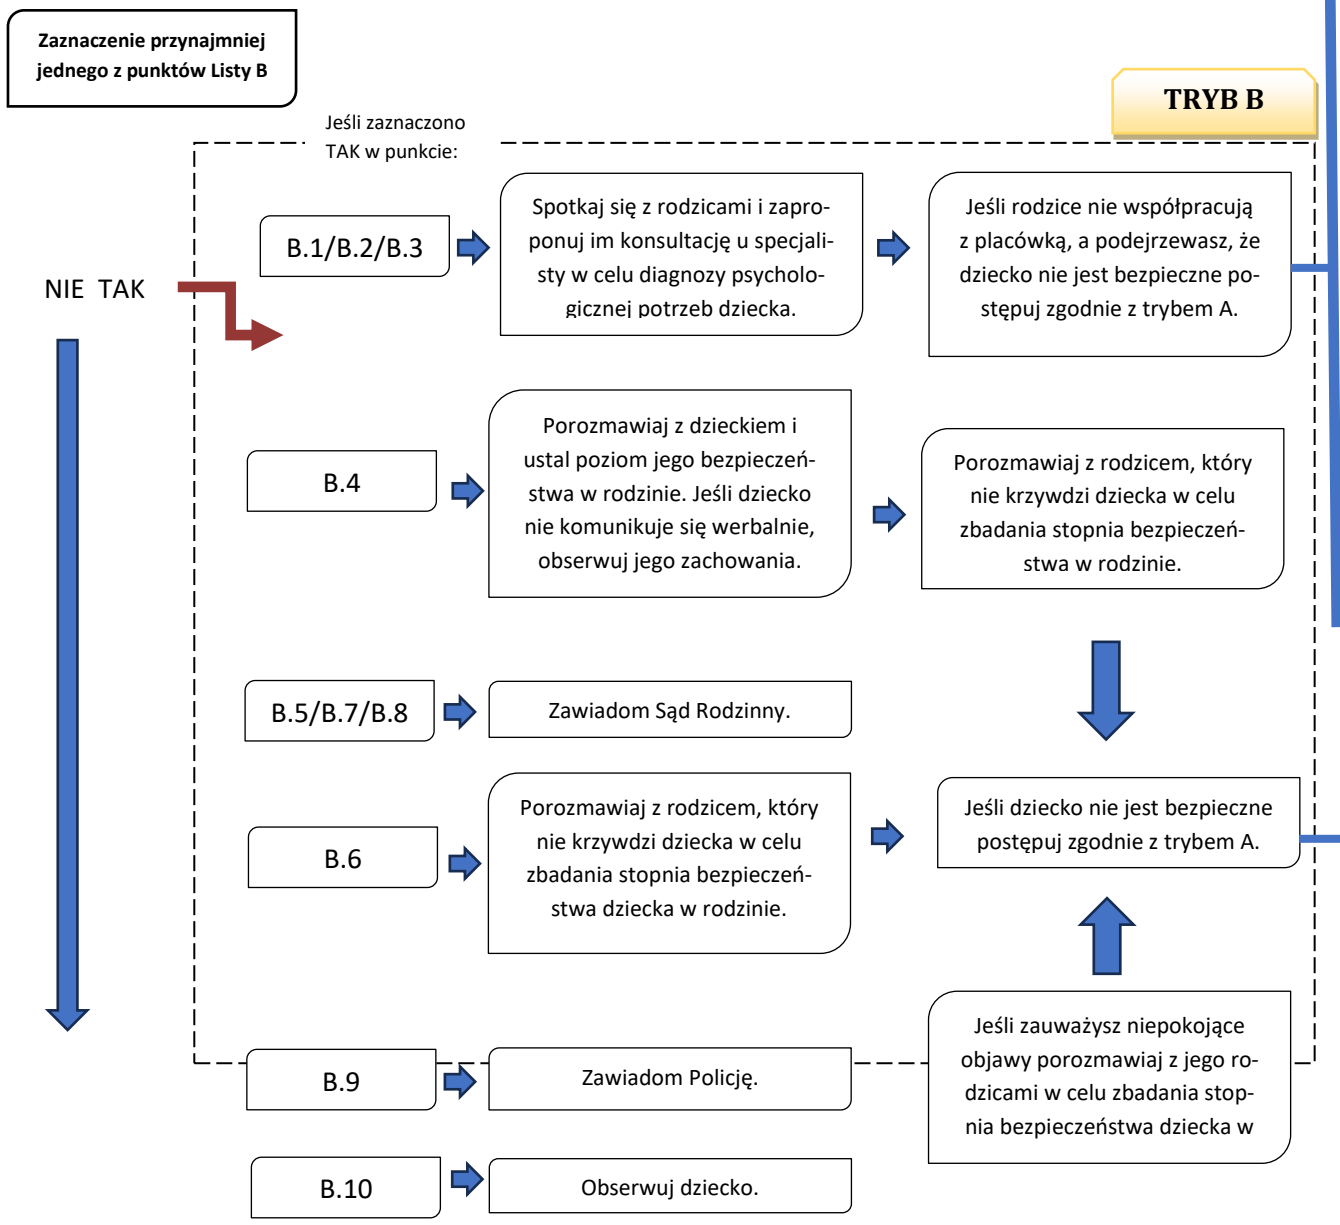 Zaznaczenie przynajmniej
jednego z punktów Listy B
TRYB B
Jeśli zaznaczono
TAK w punkcie:
NIE TAK
B.1/B.2/B.3
Spotkaj się z rodzicami i zapro-
ponuj im konsultację u specjali-
sty w celu diagnozy psycholo-
gicznej potrzeb dziecka.
Jeśli rodzice nie współpracują
z placówką, a podejrzewasz, że
dziecko nie jest bezpieczne po-
stępuj zgodnie z trybem A.
B.4
Porozmawiaj z dzieckiem i
ustal poziom jego bezpieczeń-
stwa w rodzinie. Jeśli dziecko
nie komunikuje się werbalnie,
obserwuj jego zachowania.
Porozmawiaj z rodzicem, który
nie krzywdzi dziecka w celu
zbadania stopnia bezpieczeń-
stwa w rodzinie.
B.5/B.7/B.8
Zawiadom Sąd Rodzinny.
B.6
Porozmawiaj z rodzicem, który
nie krzywdzi dziecka w celu
zbadania stopnia bezpieczeń-
stwa dziecka w rodzinie.
Jeśli dziecko nie jest bezpieczne
postępuj zgodnie z trybem A.
B.9
Zawiadom Policję.
Jeśli zauważysz niepokojące
objawy porozmawiaj z jego ro-
dzicami w celu zbadania stop-
nia bezpieczeństwa dziecka w
B.10
Obserwuj dziecko.